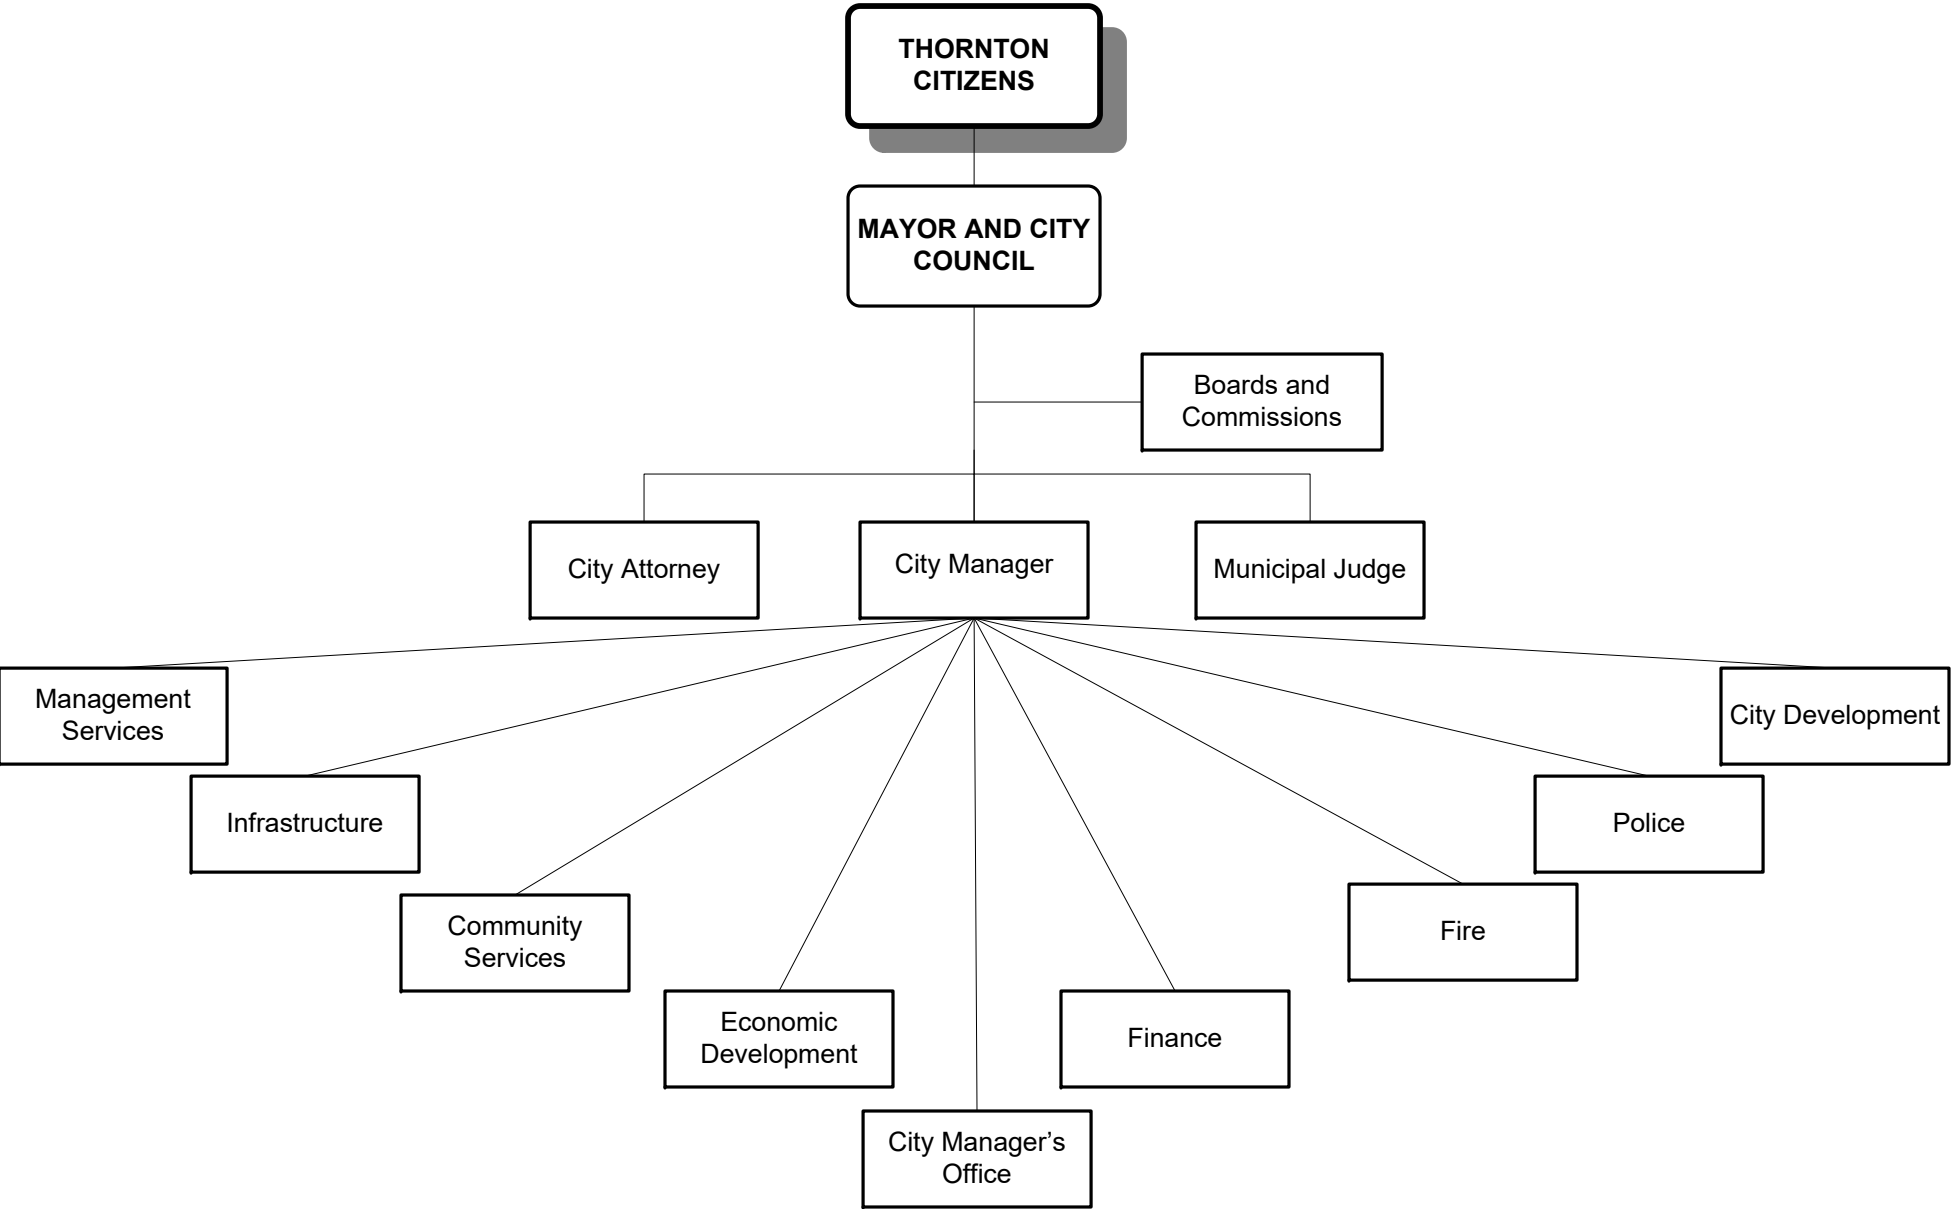 THORNTON
CITIZENS
MAYOR AND CITY
COUNCIL
Boards and
Commissions
City Attorney
City Manager
Municipal Judge
Management
Services
City Development
Infrastructure
Police
Community
Services
Fire
Economic
Development
Finance
City Manager’s
Office